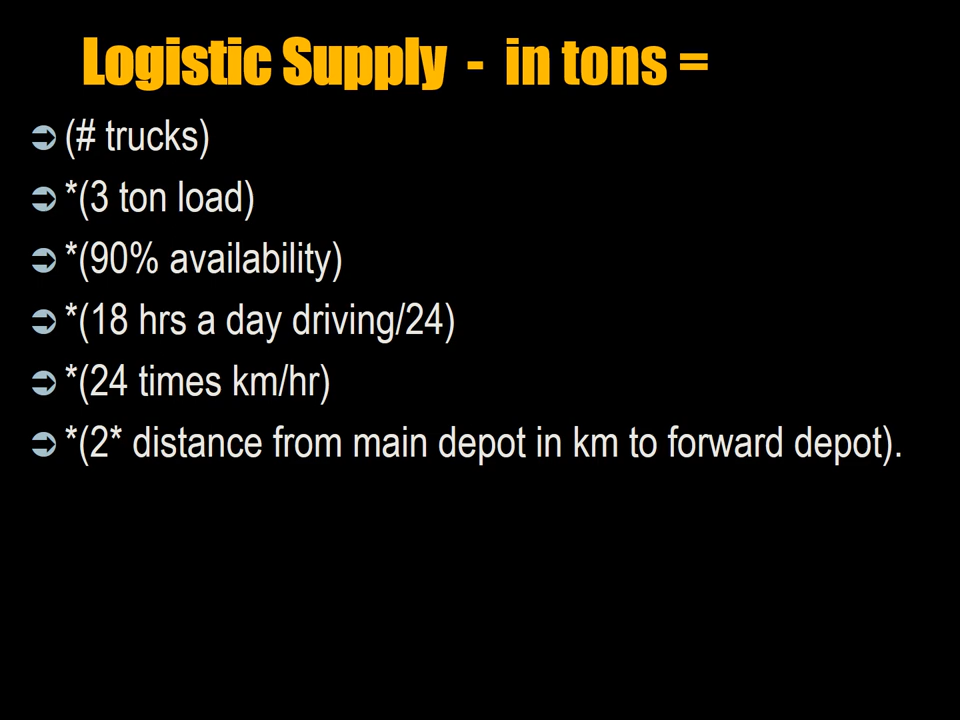 Logistic Supply - in tons =
➲ (# trucks)
➲ *(3 ton load)
➲ *(90% availability)
➲ *(18 hrs a day driving/24)
➲ *(24 times km/hr)
➲ *(2* distance from main depot in km to forward depot).